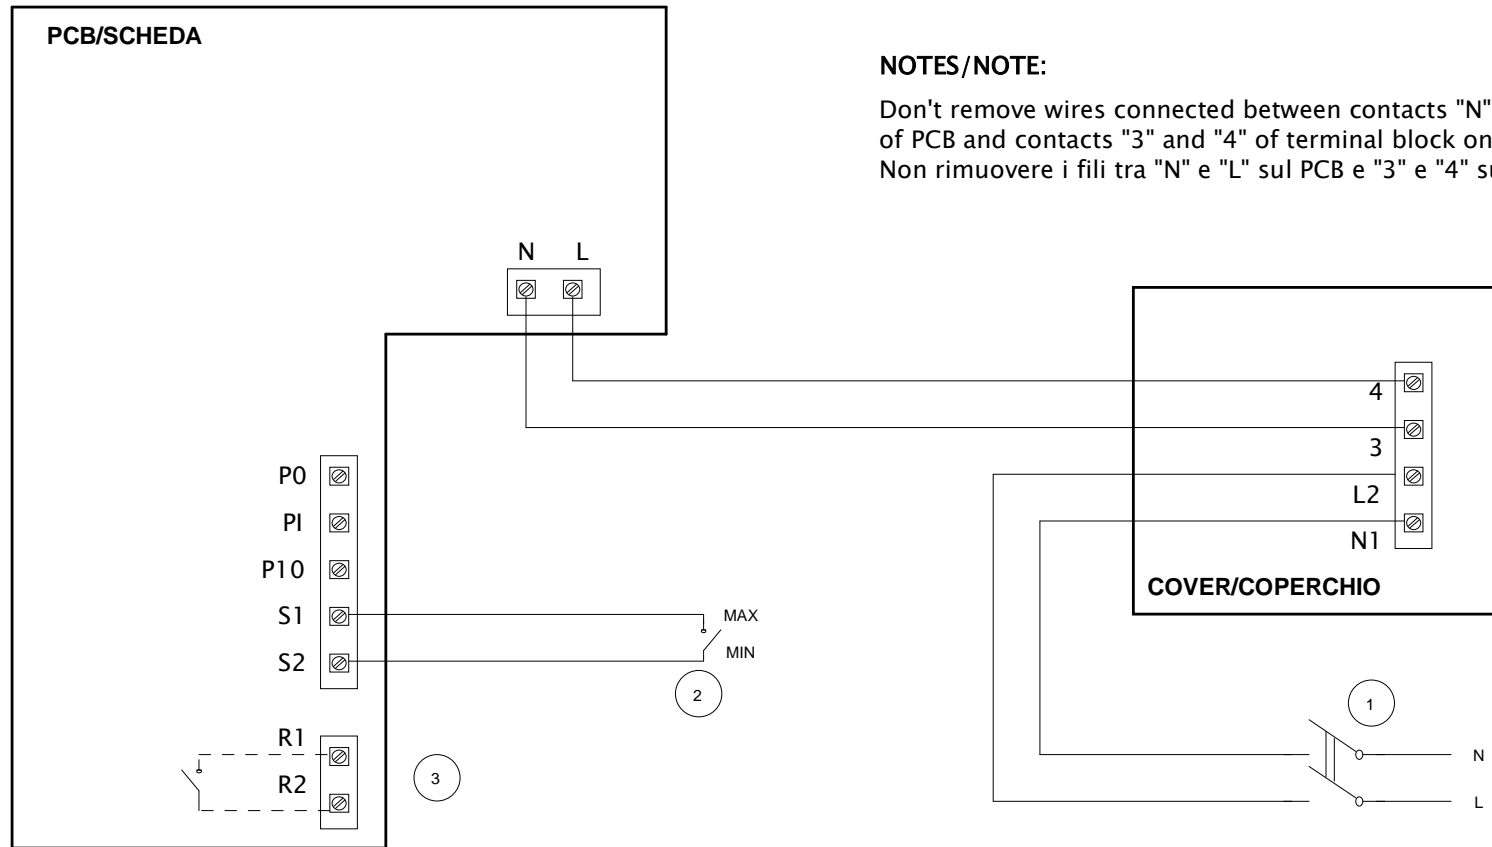 PCB/SCHEDA
NOTES/NOTE:
Don't remove wires connected between contacts "N"
of PCB and contacts "3" and "4" of terminal block on
Non rimuovere i fili tra "N" e "L" sul PCB e "3" e "4"
N L
4
3
L2
N1
COVER/COPERCHIO
P0
PI
P10
S1
S2
MAX
MIN
2
R1
R2
3
1
N
L